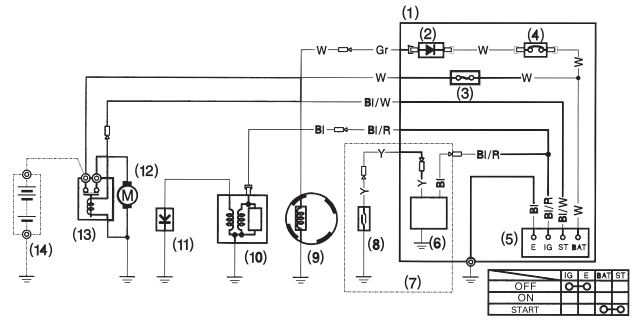 (1)
(2)
(4)
W
Gr
W
W
W
W
(3)
Bl/W
Bl
Bl/R
Y
Bl/R
Y
Y
Bl
(12)
M
(13)
(14)
(11)
(10)
(9)
(8)
(6)
(7)
Bl
Bl/R
Bl/W
W
(5)
E IG ST BAT
IG E BAT ST
OFF
ON
START